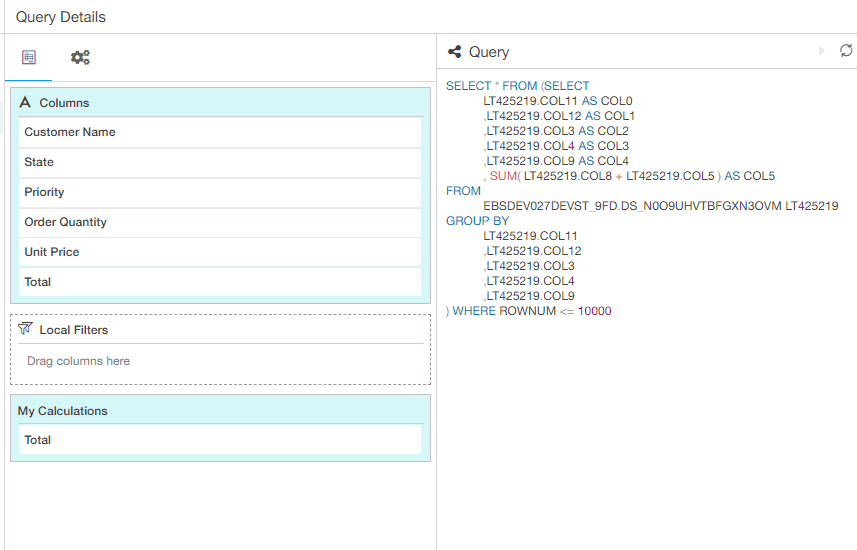 Query Details
Columns
Customer Name
State
Priority
Order Quantity
Unit Price
Total
Local Filters
Drag columns here
My Calculations
Total
Query
SELECT * FROM (SELECT
LT425219.COL11 AS COL0
,LT425219.COL12 AS COL1
,LT425219.COL3 AS COL2
,LT425219.COL4 AS COL3
,LT425219.COL9 AS COL4
, SUM( LT425219.COL8 + LT425219.COL5 ) AS COL5
FROM
EBSDEV027DEVST_9FD.DS_N0O9UHVTBFGXN3OVM LT425219
GROUP BY
LT425219.COL11
,LT425219.COL12
,LT425219.COL3
,LT425219.COL4
,LT425219.COL9
) WHERE ROWNUM <= 10000